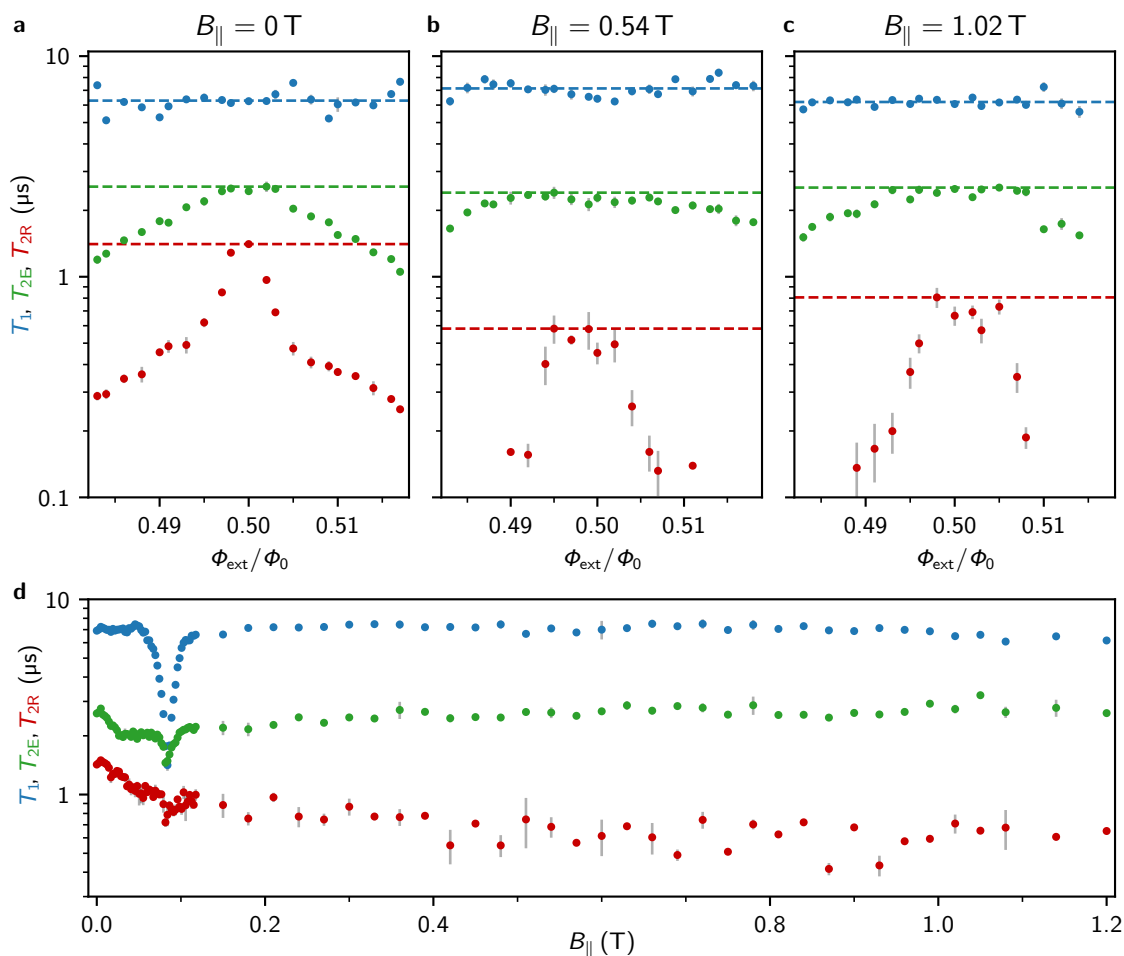 a
B∥ = 0 T
b
B∥ = 0.54 T
c
B∥ = 1.02 T
10
1
0.1
T1, T2E, T2R (μs)
0.49 0.50 0.51
0.49 0.50 0.51
0.49 0.50 0.51
Φext/Φ0
Φext/Φ0
Φext/Φ0
d
10
1
T1, T2E, T2R (μs)
0.0 0.2 0.4 0.6 0.8 1.0 1.2
B∥ (T)